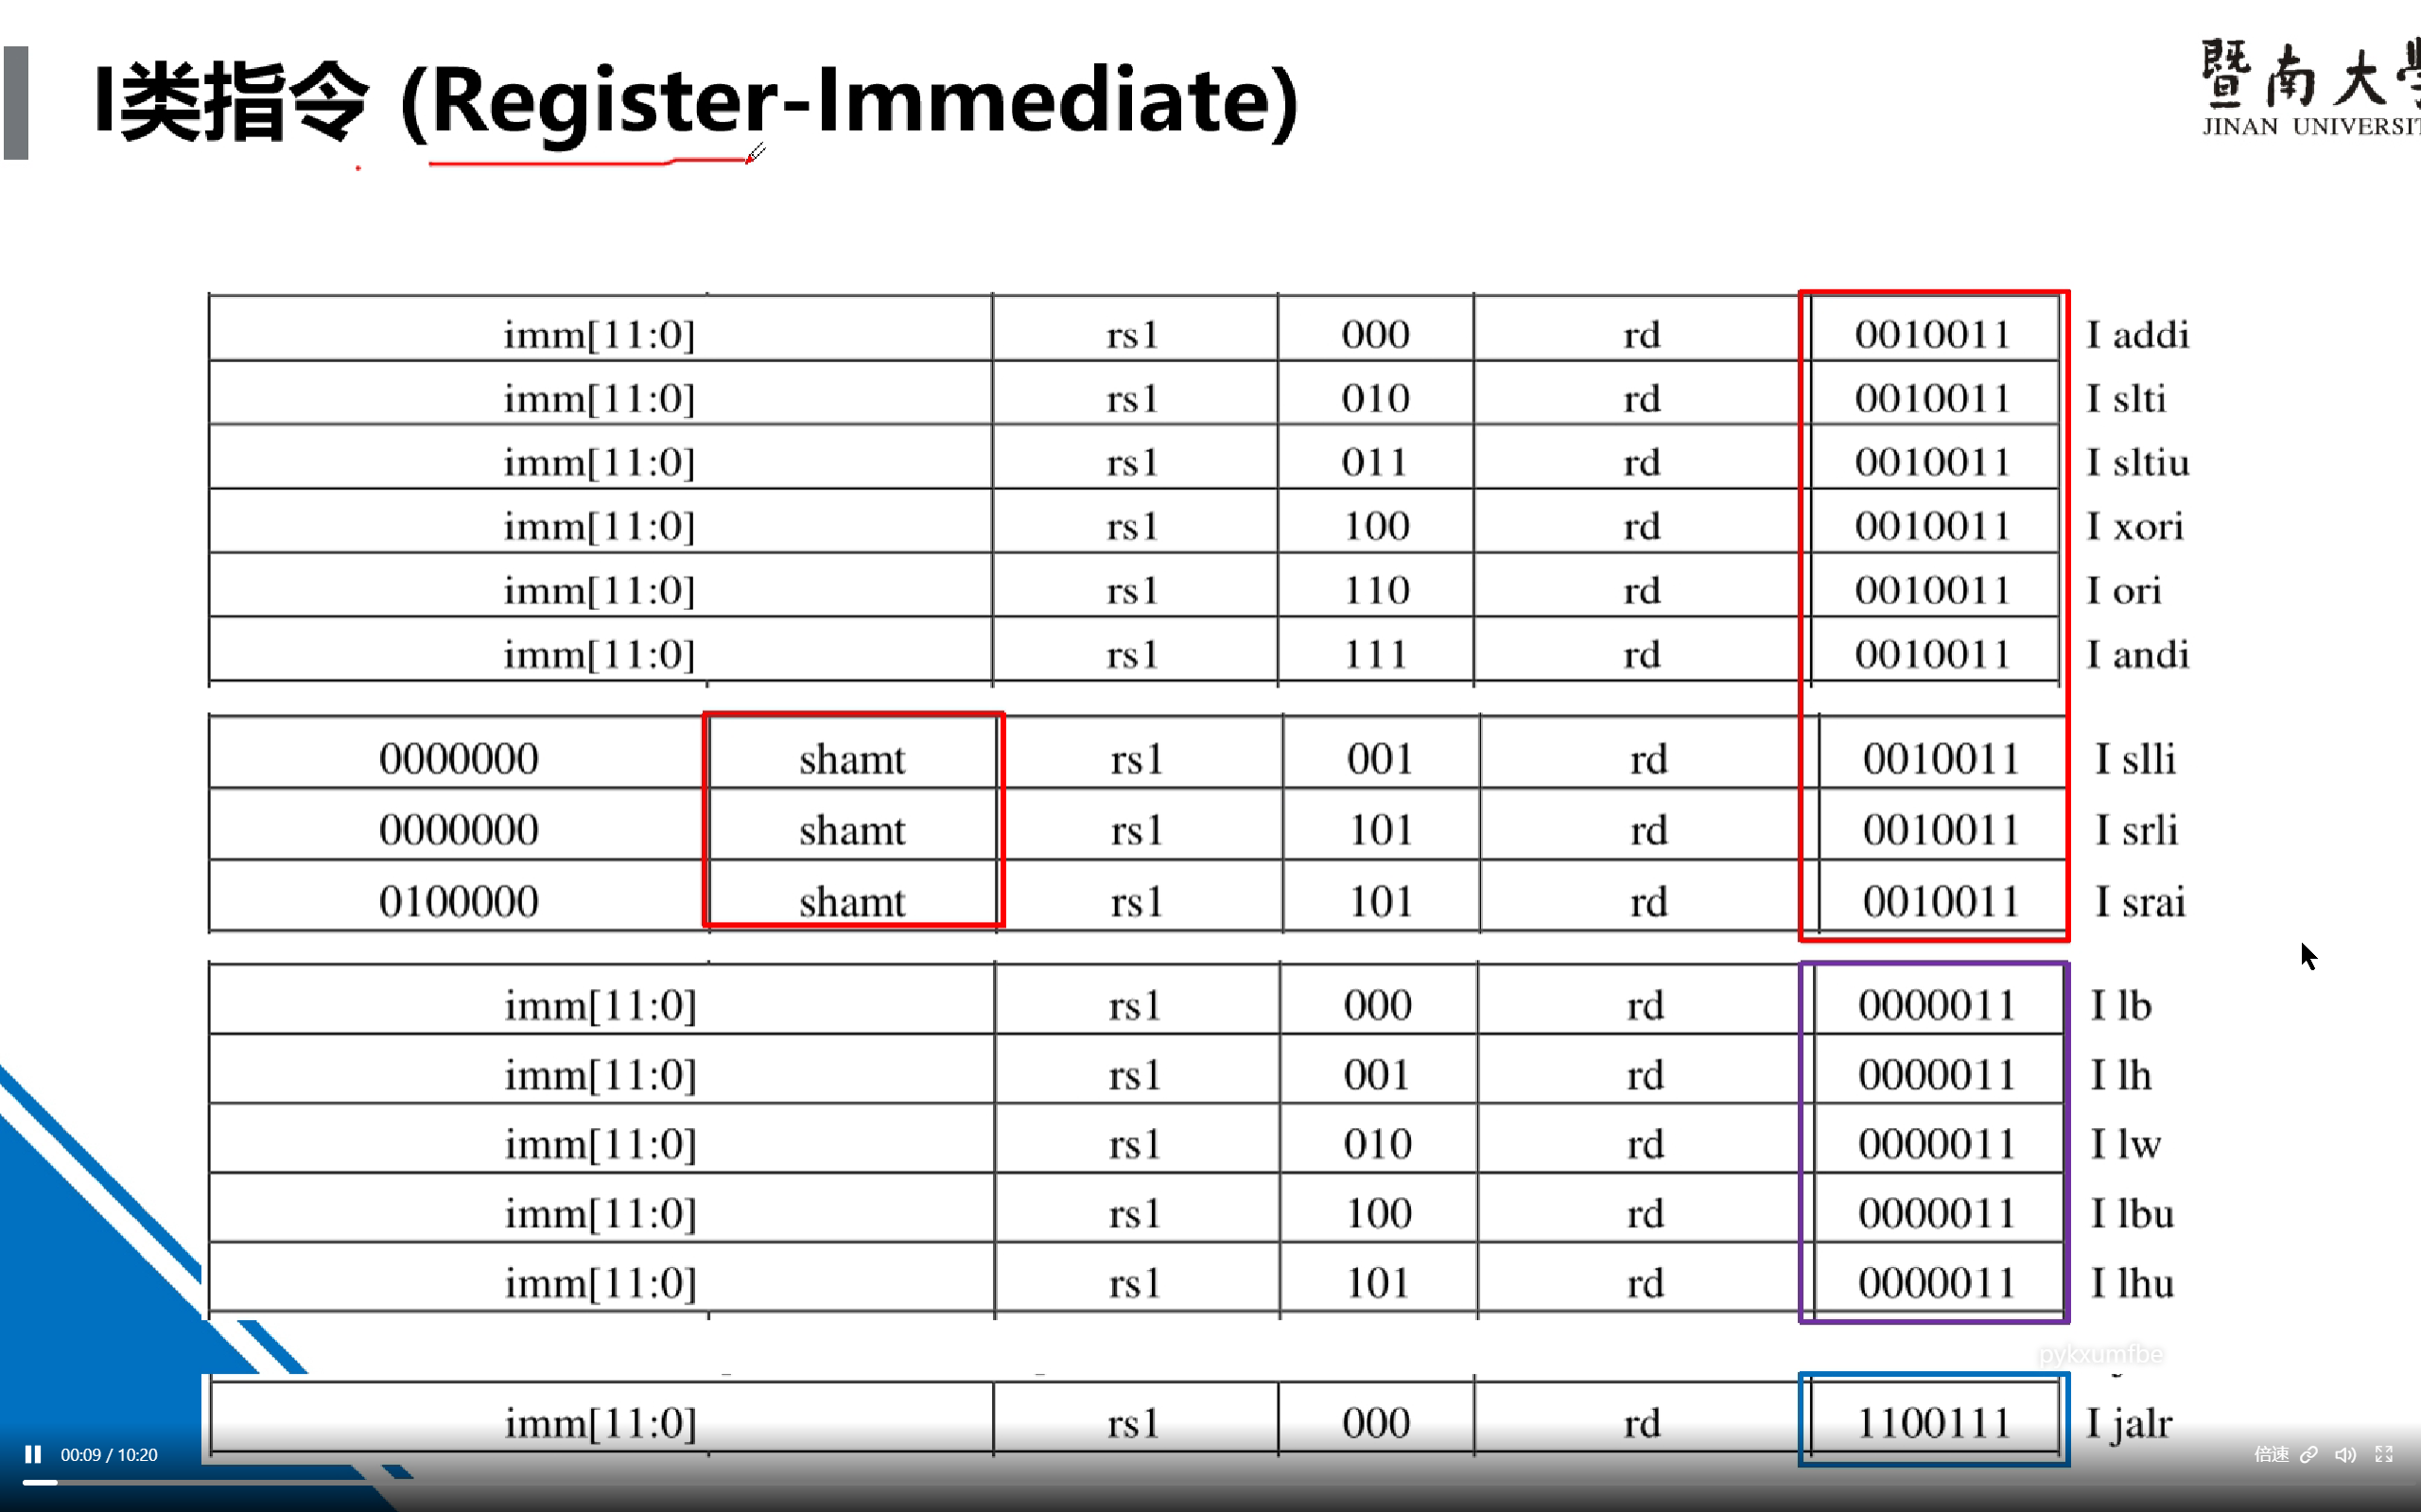 I类指令 (Register-Immediate)
暨南大
JINAN UNIVERSIT
imm[11:0] rs1 000 rd 0010011 I addi
imm[11:0] rs1 010 rd 0010011 I slti
imm[11:0] rs1 011 rd 0010011 I sltiu
imm[11:0] rs1 100 rd 0010011 I xori
imm[11:0] rs1 110 rd 0010011 I ori
imm[11:0] rs1 111 rd 0010011 I andi
0000000 shamt rs1 001 rd 0010011 I slli
0000000 shamt rs1 101 rd 0010011 I srli
0100000 shamt rs1 101 rd 0010011 I srai
imm[11:0] rs1 000 rd 0000011 I lb
imm[11:0] rs1 001 rd 0000011 I lh
imm[11:0] rs1 010 rd 0000011 I lw
imm[11:0] rs1 100 rd 0000011 I lbu
imm[11:0] rs1 101 rd 0000011 I lhu
pykxumfbe
imm[11:0] rs1 000 rd 1100111 I jalr
00:09 / 10:20 倍速